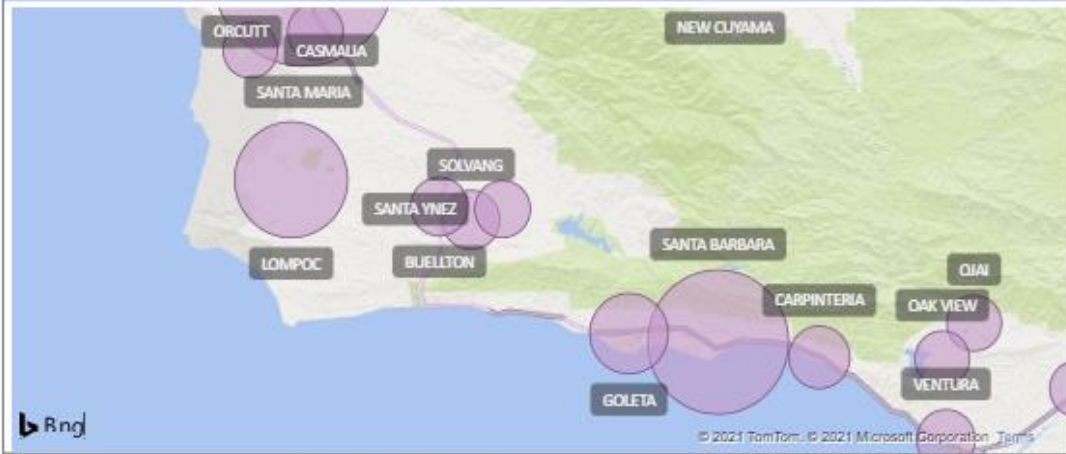 ORCUTT
NEW CUYAMA
CASMALIA
SANTA MARIA
SOLVANG
SANTA YNEZ
SANTA BARBARA
LOMPOC
BUELLTON
OJAI
CARPINTERIA
OAK VIEW
VENTURA
GOLETA
Bing
© 2021 TomTom, © 2021 Microsoft Corporation Terms